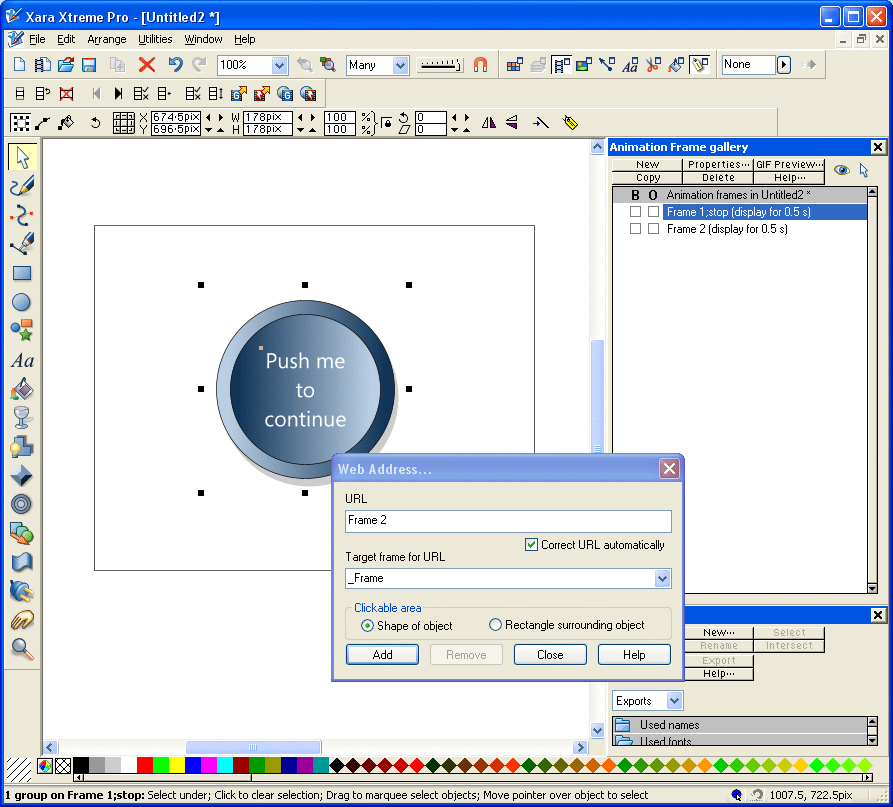 Xara Xtreme Pro - [Untitled2 *]
File Edit Arrange Utilities Window Help
100% Many None
X 674.5pix W 178pix 100 % 0
Y 696.5pix H 178pix 100 % 0
Animation Frame gallery
New Properties... GIF Preview...
Copy Delete Help...
B O Animation frames in Untitled2 *
Frame 1;stop (display for 0.5 s)
Frame 2 (display for 0.5 s)
Aa
Push me
to
continue
Web Address...
URL
Frame 2
Correct URL automatically
Target frame for URL
_Frame
Clickable area
Shape of object Rectangle surrounding object
Add Remove Close Help
New... Select
Rename Intersect
Export
Help...
Exports
Used names
Used fonts
1 group on Frame 1;stop: Select under; Click to clear selection; Drag to marquee select objects; Move pointer over object to select 1007.5, 722.5pix